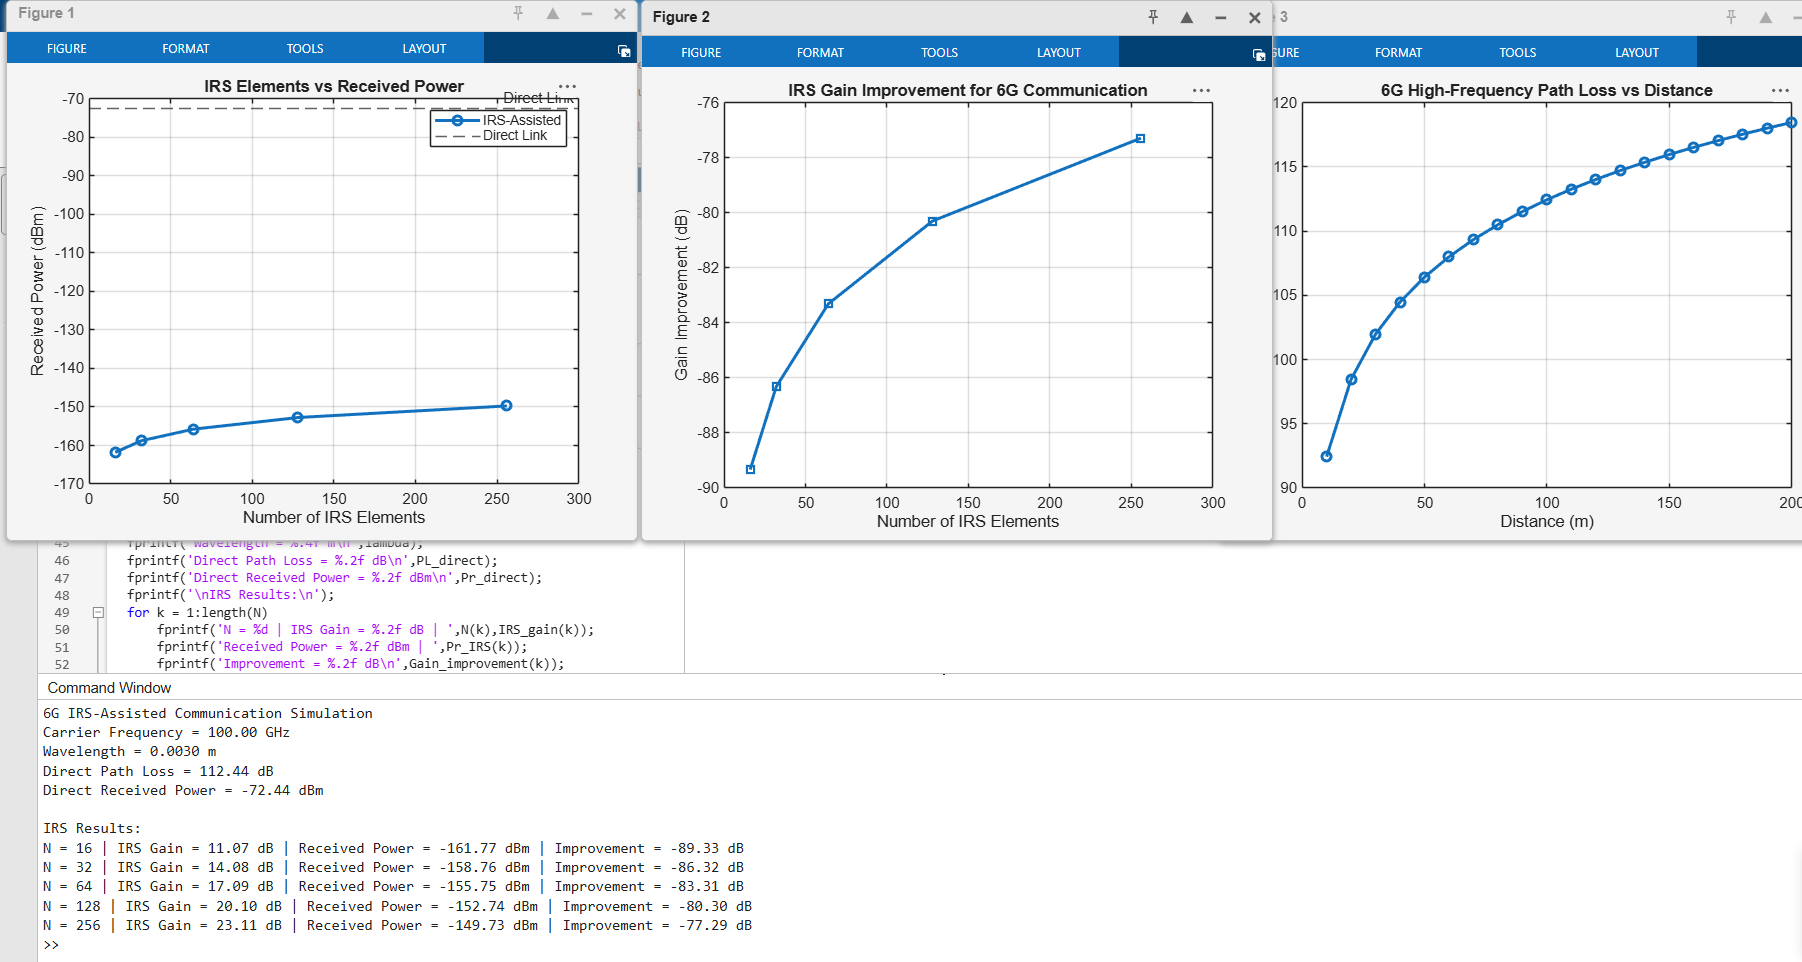 Figure 1
FIGURE FORMAT TOOLS LAYOUT
IRS Elements vs Received Power
Direct Link
IRS-Assisted
Direct Link
Received Power (dBm)
-70
-80
-90
-100
-110
-120
-130
-140
-150
-160
-170
0 50 100 150 200 250 300
Number of IRS Elements
Figure 2
FIGURE FORMAT TOOLS LAYOUT
IRS Gain Improvement for 6G Communication
Gain Improvement (dB)
-76
-78
-80
-82
-84
-86
-88
-90
0 50 100 150 200 250 300
Number of IRS Elements
3
GURE FORMAT TOOLS LAYOUT
6G High-Frequency Path Loss vs Distance
120
115
110
105
100
95
90
0 50 100 150 200
Distance (m)
45 fprintf('Wavelength = %.4f m\n',lambda);
46 fprintf('Direct Path Loss = %.2f dB\n',PL_direct);
47 fprintf('Direct Received Power = %.2f dBm\n',Pr_direct);
48 fprintf('\nIRS Results:\n');
49 for k = 1:length(N)
50 fprintf('N = %d | IRS Gain = %.2f dB | ',N(k),IRS_gain(k));
51 fprintf('Received Power = %.2f dBm | ',Pr_IRS(k));
52 fprintf('Improvement = %.2f dB\n',Gain_improvement(k));
Command Window
6G IRS-Assisted Communication Simulation
Carrier Frequency = 100.00 GHz
Wavelength = 0.0030 m
Direct Path Loss = 112.44 dB
Direct Received Power = -72.44 dBm
IRS Results:
N = 16 | IRS Gain = 11.07 dB | Received Power = -161.77 dBm | Improvement = -89.33 dB
N = 32 | IRS Gain = 14.08 dB | Received Power = -158.76 dBm | Improvement = -86.32 dB
N = 64 | IRS Gain = 17.09 dB | Received Power = -155.75 dBm | Improvement = -83.31 dB
N = 128 | IRS Gain = 20.10 dB | Received Power = -152.74 dBm | Improvement = -80.30 dB
N = 256 | IRS Gain = 23.11 dB | Received Power = -149.73 dBm | Improvement = -77.29 dB
>>